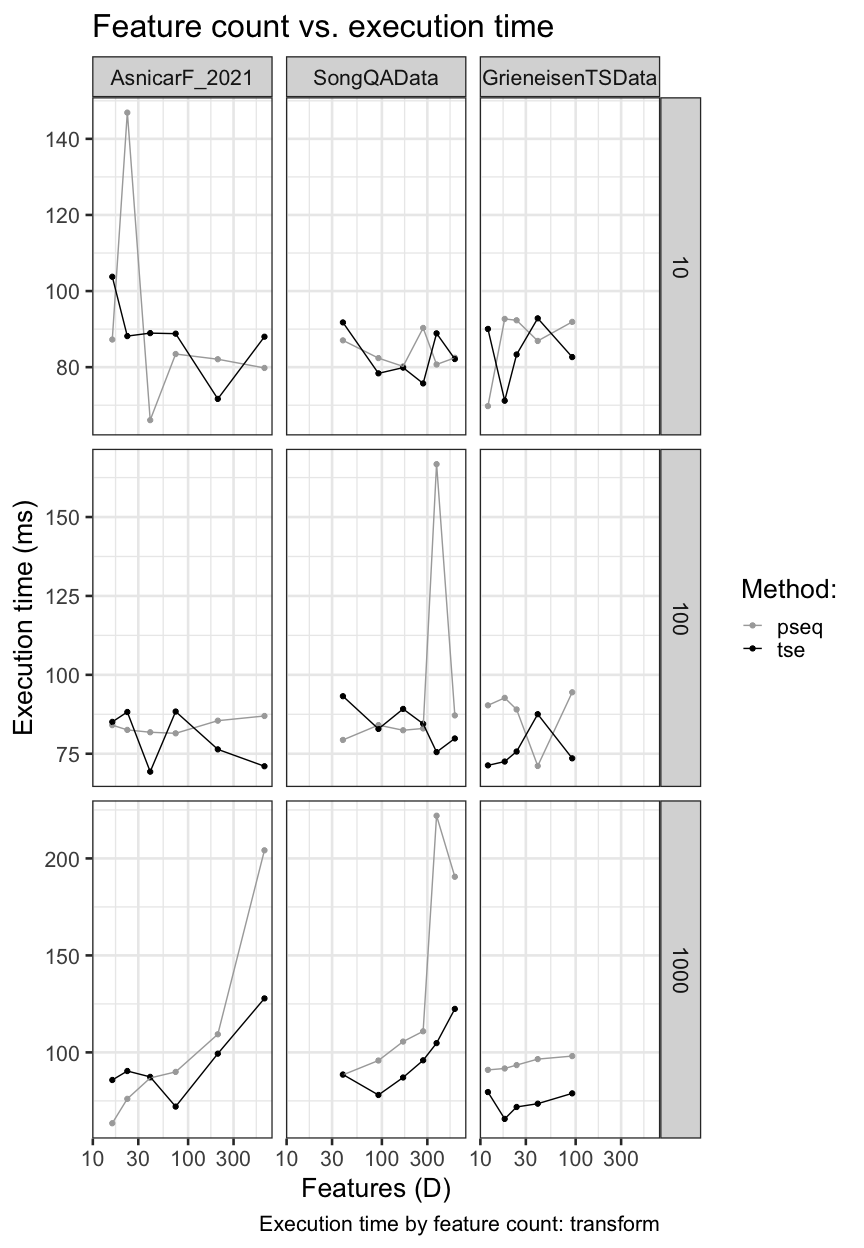 Feature count vs. execution time
AsnicarF_2021 SongQAData GrieneisenTSData
140
120
100
80
10
150
125
100
75
100
200
150
100
1000
Execution time (ms)
Method:
pseq
tse
10 30 100 300 10 30 100 300 10 30 100 300
Features (D)
Execution time by feature count: transform